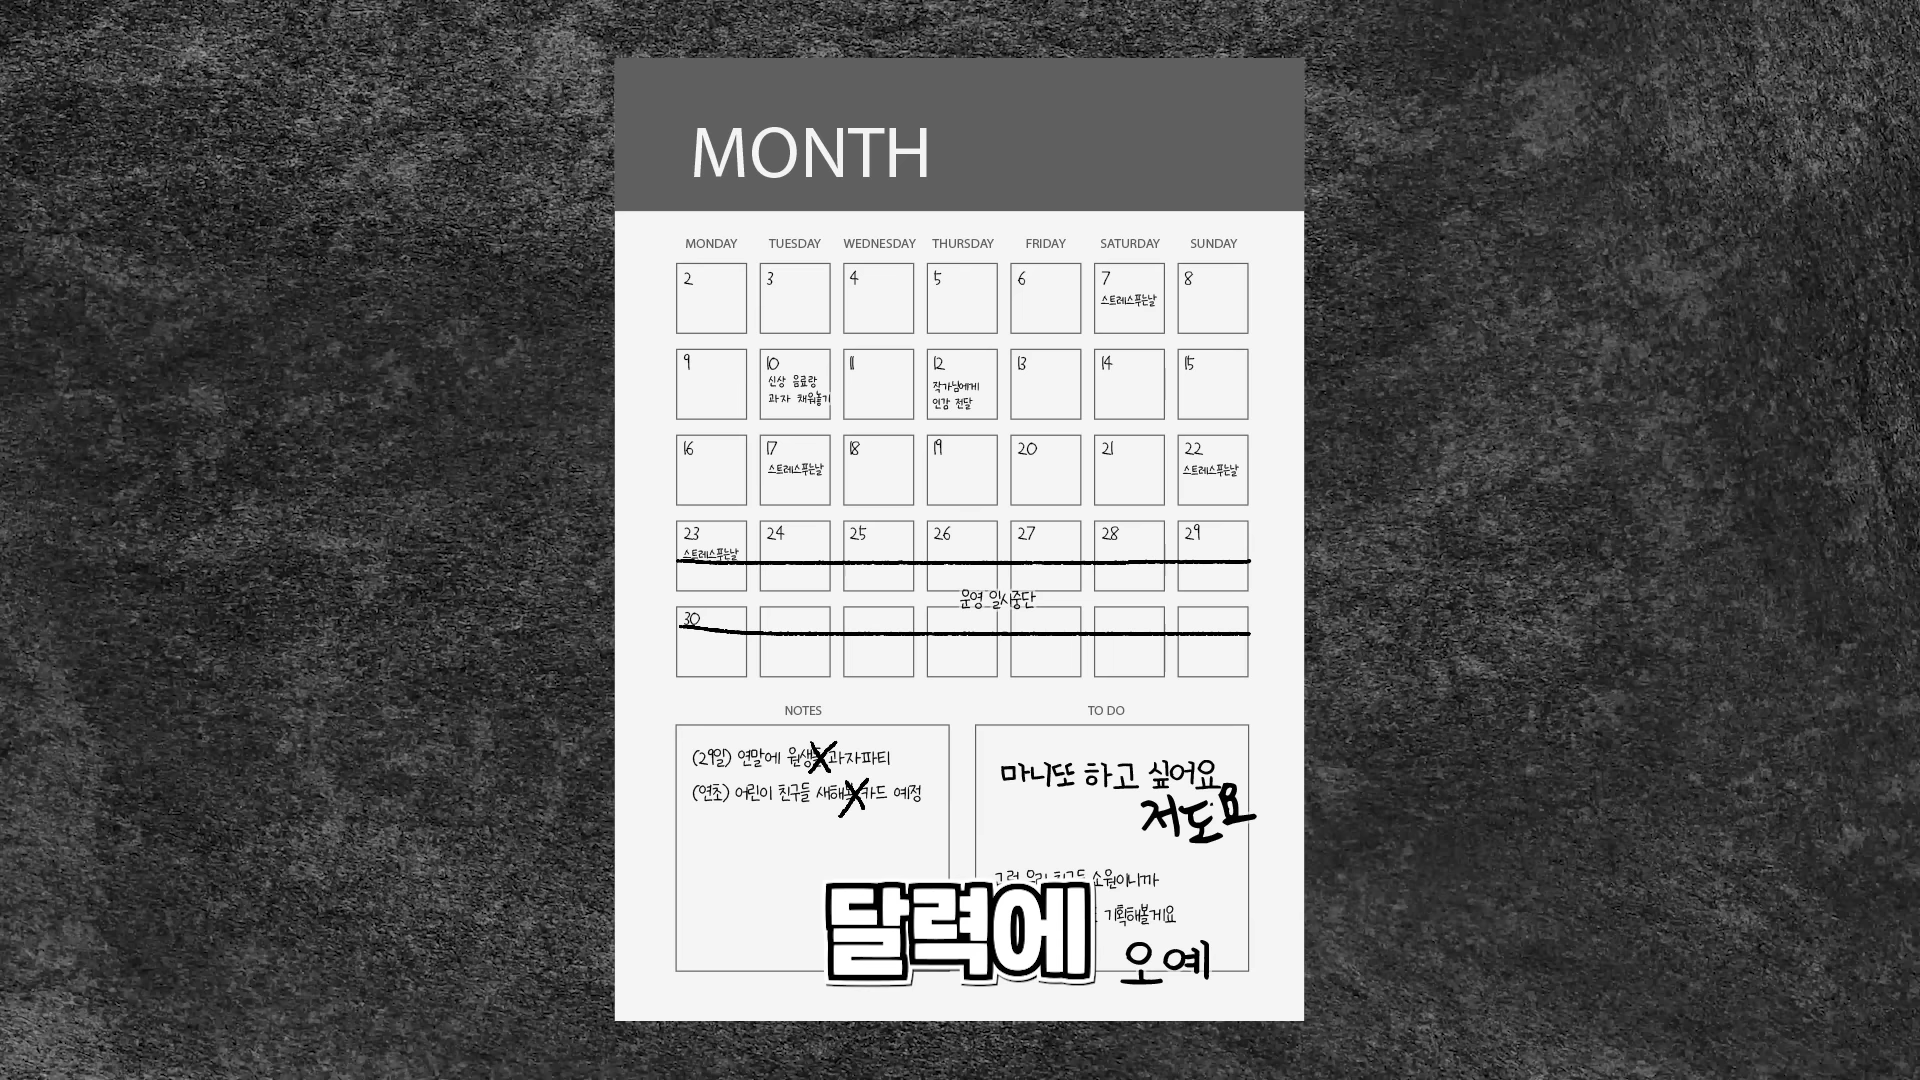 MONTH
MONDAY TUESDAY WEDNESDAY THURSDAY FRIDAY SATURDAY SUNDAY
2 3 4 5 6 7 8
스트레스푸는날
9 10 11 12 13 14 15
신상 음료랑
과자 채워놓기
작가님에게
인감 전달
16 17 18 19 20 21 22
스트레스푸는날 스트레스푸는날
23 24 25 26 27 28 29
스트레스푸는날
운영 일시중단
30
NOTES
(29일) 연말에 과자파티
(연초) 어린이 친구들 카드 예정
TO DO
마니또 하고 싶어요
저도요
소원이니까
기획해볼게요
오예
달력에